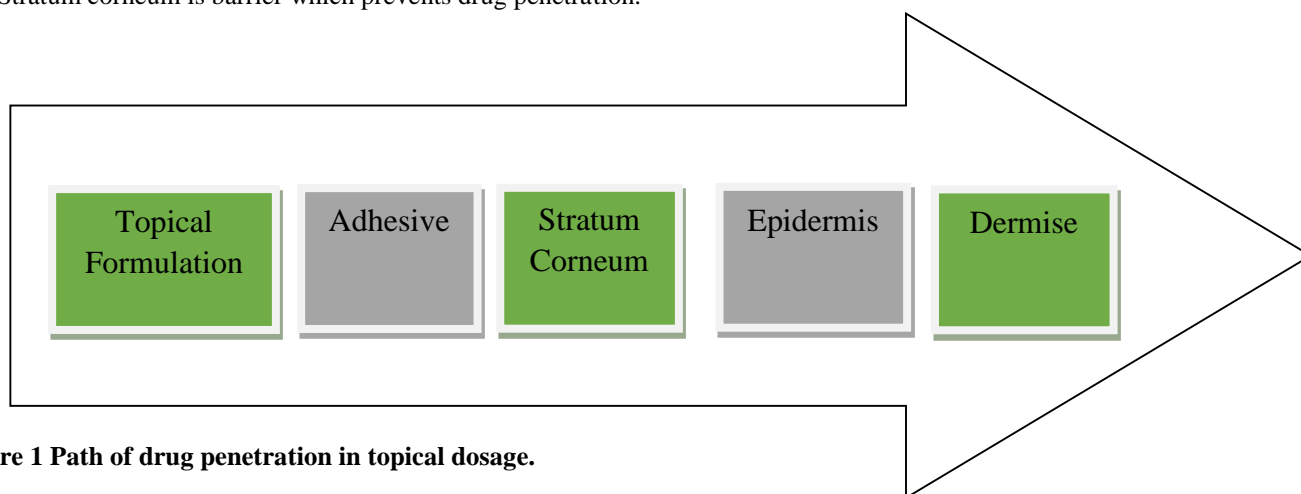 Stratum corneum is barrier which prevents drug penetration.
Topical
Formulation
Adhesive
Stratum
Corneum
Epidermis
Dermise
re 1 Path of drug penetration in topical dosage.